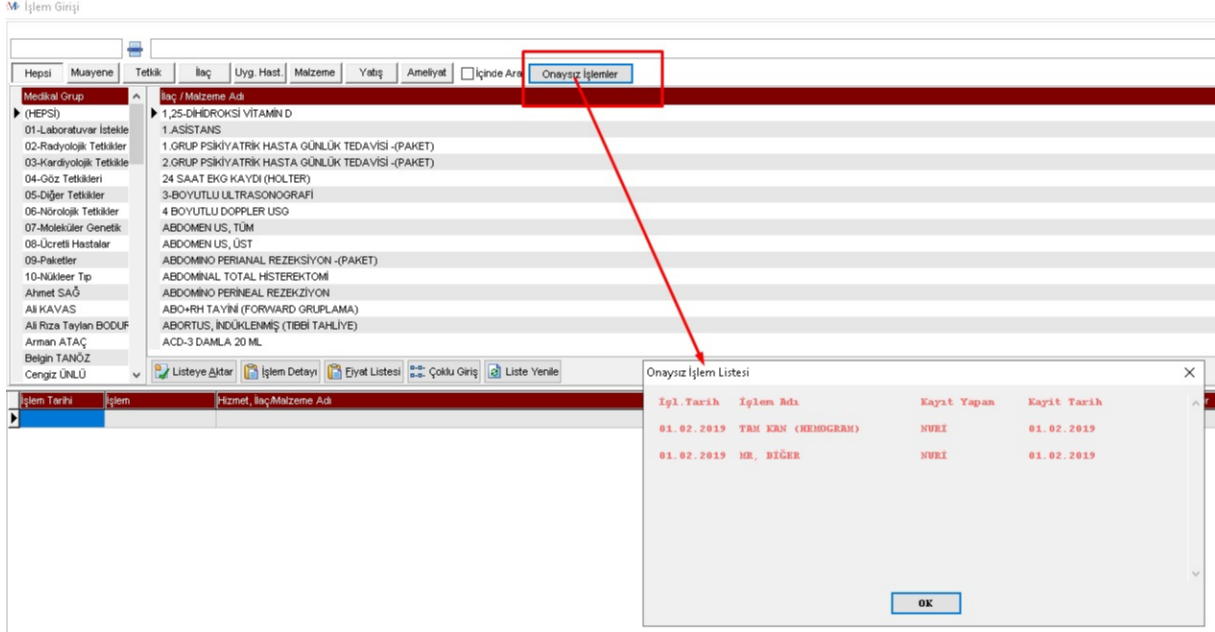 İşlem Girişi
Hepsi Muayene Tetkik İlaç Uyg. Hast. Malzeme Yatış Ameliyat İçinde Ara Onaysız İşlemler
Medikal Grup İlaç / Malzeme Adı
(HEPSİ) 1,25-DİHİDROKSİ VİTAMİN D
01-Laboratuvar İstekle 1.ASİSTANS
02-Radyolojik Tetkikler 1.GRUP PSİKİYATRİK HASTA GÜNLÜK TEDAVİSİ -(PAKET)
03-Kardiyolojik Tetkikle 2.GRUP PSİKİYATRİK HASTA GÜNLÜK TEDAVİSİ -(PAKET)
04-Göz Tetkikleri 24 SAAT EKG KAYDI (HOLTER)
05-Diğer Tetkikler 3-BOYUTLU ULTRASONOGRAFİ
06-Nörolojik Tetkikler 4 BOYUTLU DOPPLER USG
07-Moleküler Genetik ABDOMEN US, TÜM
08-Ücretli Hastalar ABDOMEN US, ÜST
09-Paketler ABDOMINO PERIANAL REZEKSİYON -(PAKET)
10-Nükleer Tıp ABDOMİNAL TOTAL HİSTEREKTOMİ
Ahmet SAĞ ABDOMİNO PERİNEAL REZEKZİYON
Ali KAVAS ABO+RH TAYİNİ (FORWARD GRUPLAMA)
Ali Rıza Taylan BODUR ABORTUS, İNDÜKLENMİŞ (TIBBİ TAHLİYE)
Arman ATAÇ ACD-3 DAMLA 20 ML
Belgin TANÖZ
Cengiz ÜNLÜ
Listeye Aktar İşlem Detayı Fiyat Listesi Çoklu Giriş Liste Yenile
İşlem Tarihi İşlem Hizmet, İlaç/Malzeme Adı
Onaysız İşlem Listesi
İşl.Tarih İşlem Adı Kayıt Yapan Kayit Tarih
01.02.2019 TAM KAN (HEMOGRAM) NURİ 01.02.2019
01.02.2019 MR, DİĞER NURİ 01.02.2019
OK